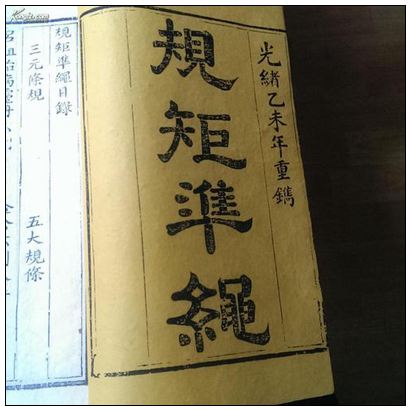 光緒乙未年重鐫
規矩準繩
規矩準繩目錄
三元條規
五大規條